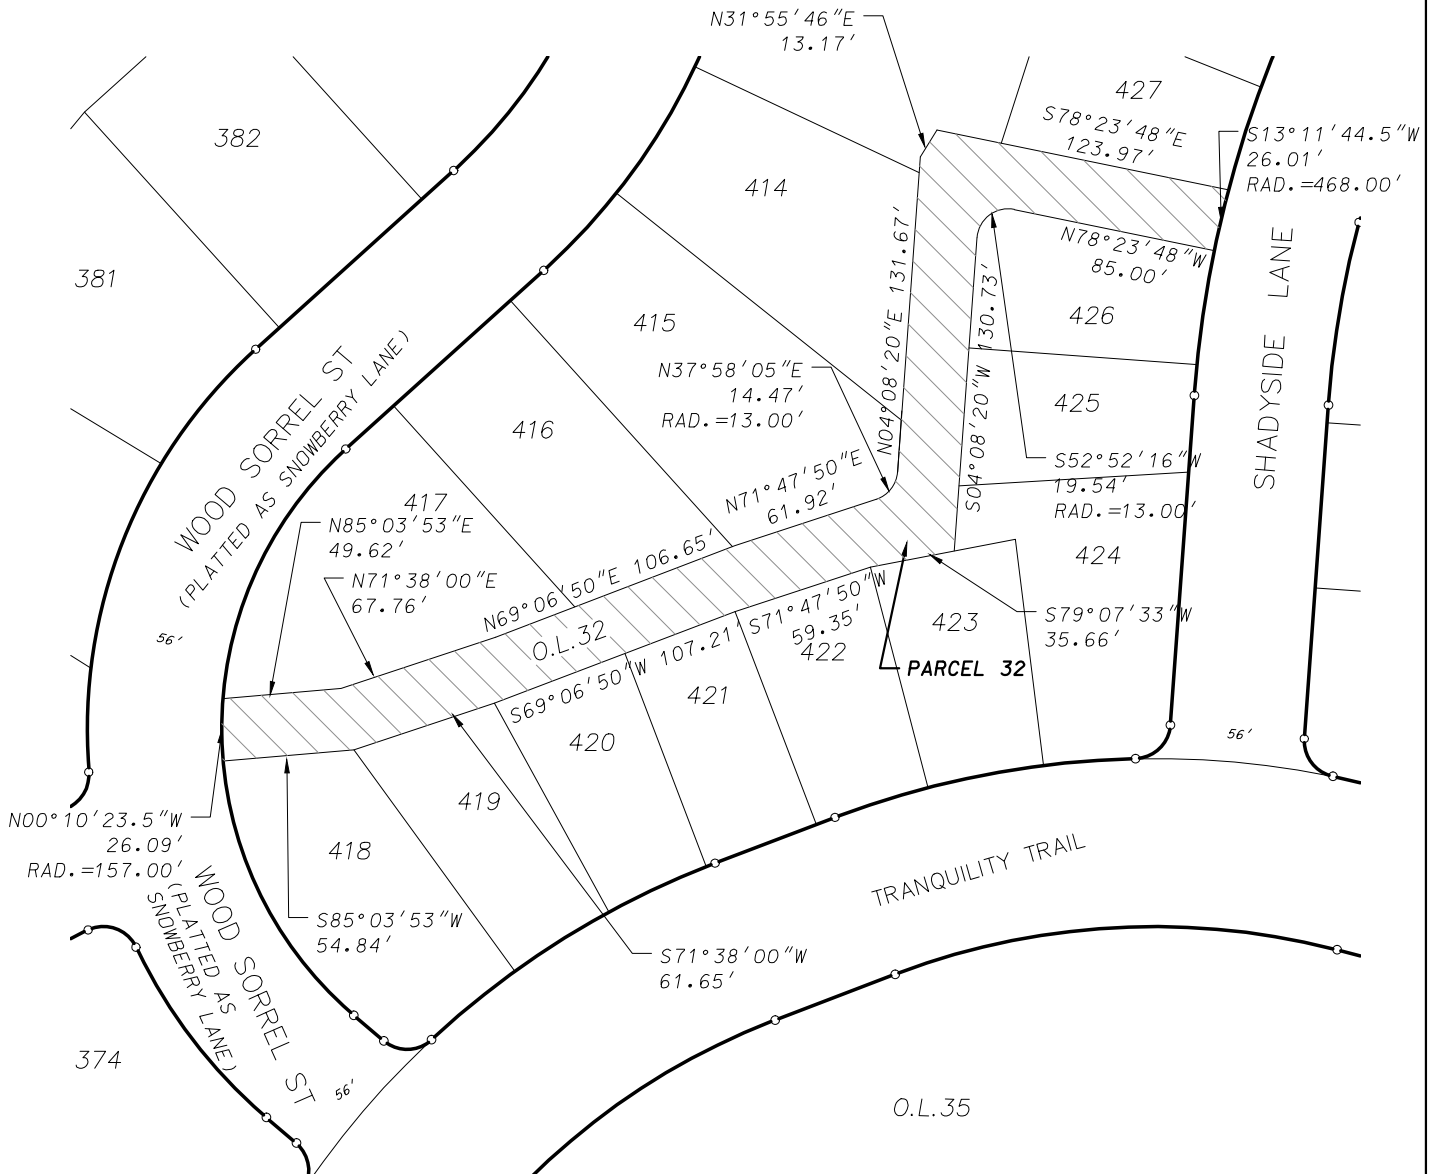 N31°55'46"E
13.17'
427
S78°23'48"E
123.97'
S13°11'44.5"W
26.01'
RAD.=468.00'
382
414
381
N04°08'20"E 131.67'
N78°23'48"W
85.00'
SHADYSIDE LANE
415
426
S04°08'20"W 130.73'
N37°58'05"E
14.47'
RAD.=13.00'
WOOD SORREL ST
(PLATTED AS SNOWBERRY LANE)
416
425
N71°47'50"E
61.92'
S52°52'16"W
19.54'
RAD.=13.00'
417
N85°03'53"E
49.62'
N71°38'00"E
67.76'
N69°06'50"E 106.65'
424
56'
O.L.32
S71°47'50"W
59.35'
423
S79°07'33"W
35.66'
422
PARCEL 32
S69°06'50"W 107.21'
421
420
56'
419
N00°10'23.5"W
26.09'
RAD.=157.00'
418
TRANQUILITY TRAIL
WOOD SORREL ST
(PLATTED AS
SNOWBERRY LANE)
S85°03'53"W
54.84'
S71°38'00"W
61.65'
374
56'
O.L.35